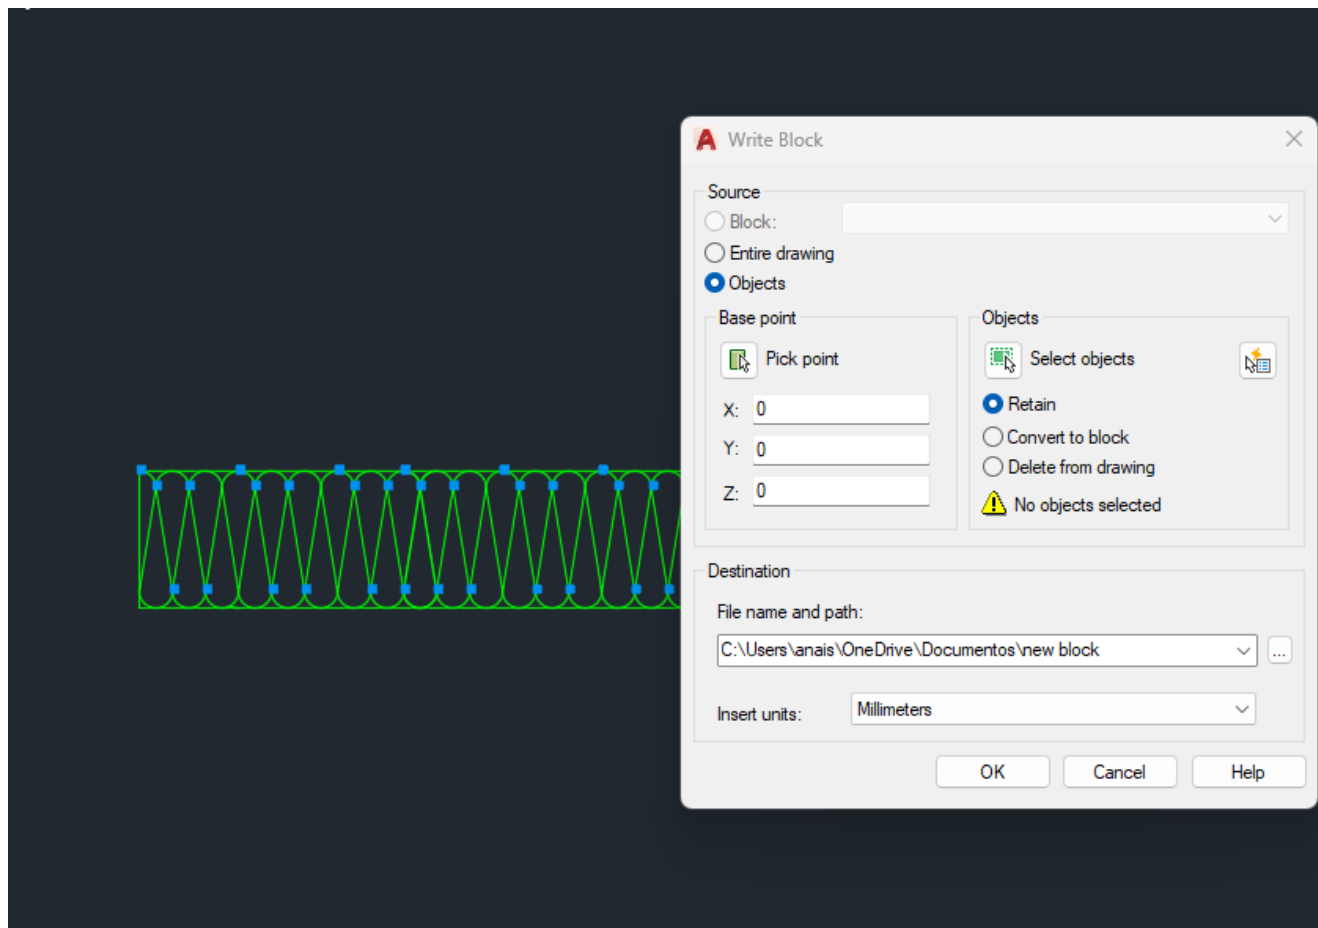 Write Block
Source
Block:
Entire drawing
Objects
Base point
Pick point
X: 0
Y: 0
Z: 0
Objects
Select objects
Retain
Convert to block
Delete from drawing
No objects selected
Destination
File name and path:
C:\Users\anais\OneDrive\Documentos\new block
...
Insert units: Millimeters
OK Cancel Help